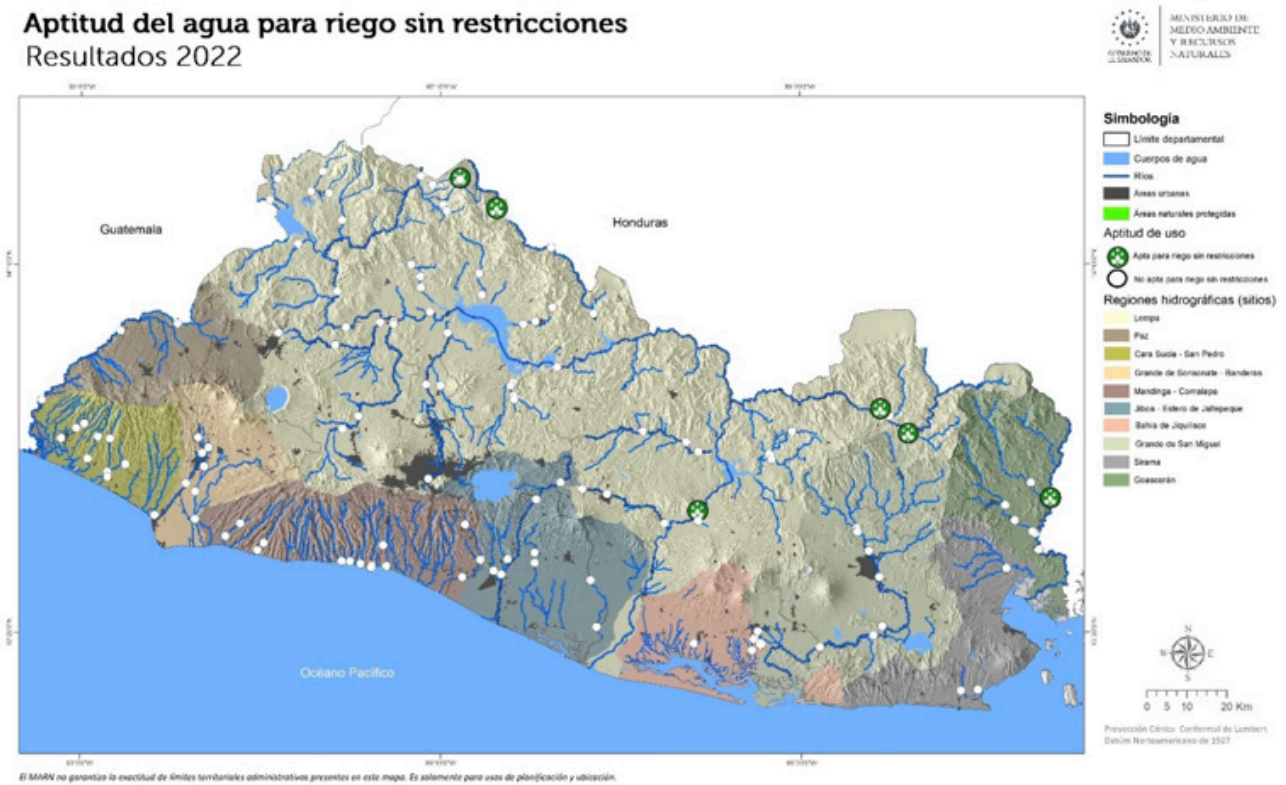 Aptitud del agua para riego sin restricciones
Resultados 2022
MINISTERIO DE
MEDIO AMBIENTE
Y RECURSOS
NATURALES
GOBIERNO DE
EL SALVADOR
Guatemala
Honduras
Océano Pacífico
Simbología
Límite departamental
Cuerpos de agua
Ríos
Áreas urbanas
Áreas naturales protegidas
Aptitud de uso
Apta para riego sin restricciones
No apta para riego sin restricciones
Regiones hidrográficas (sitios)
Lempa
Paz
Cara Sucia - San Pedro
Grande de Sonsonate - Banderas
Mandinga - Comalapa
Jiboa - Estero de Jaltepeque
Bahía de Jiquilisco
Grande de San Miguel
Sirama
Goascorán
N
W
E
S
0 5 10 20 Km
Proyección Cónica Conformal de Lambert
Datúm Norteamericano de 1927
El MARN no garantiza la exactitud de límites territoriales administrativos presentes en este mapa. Es solamente para usos de planificación y ubicación.